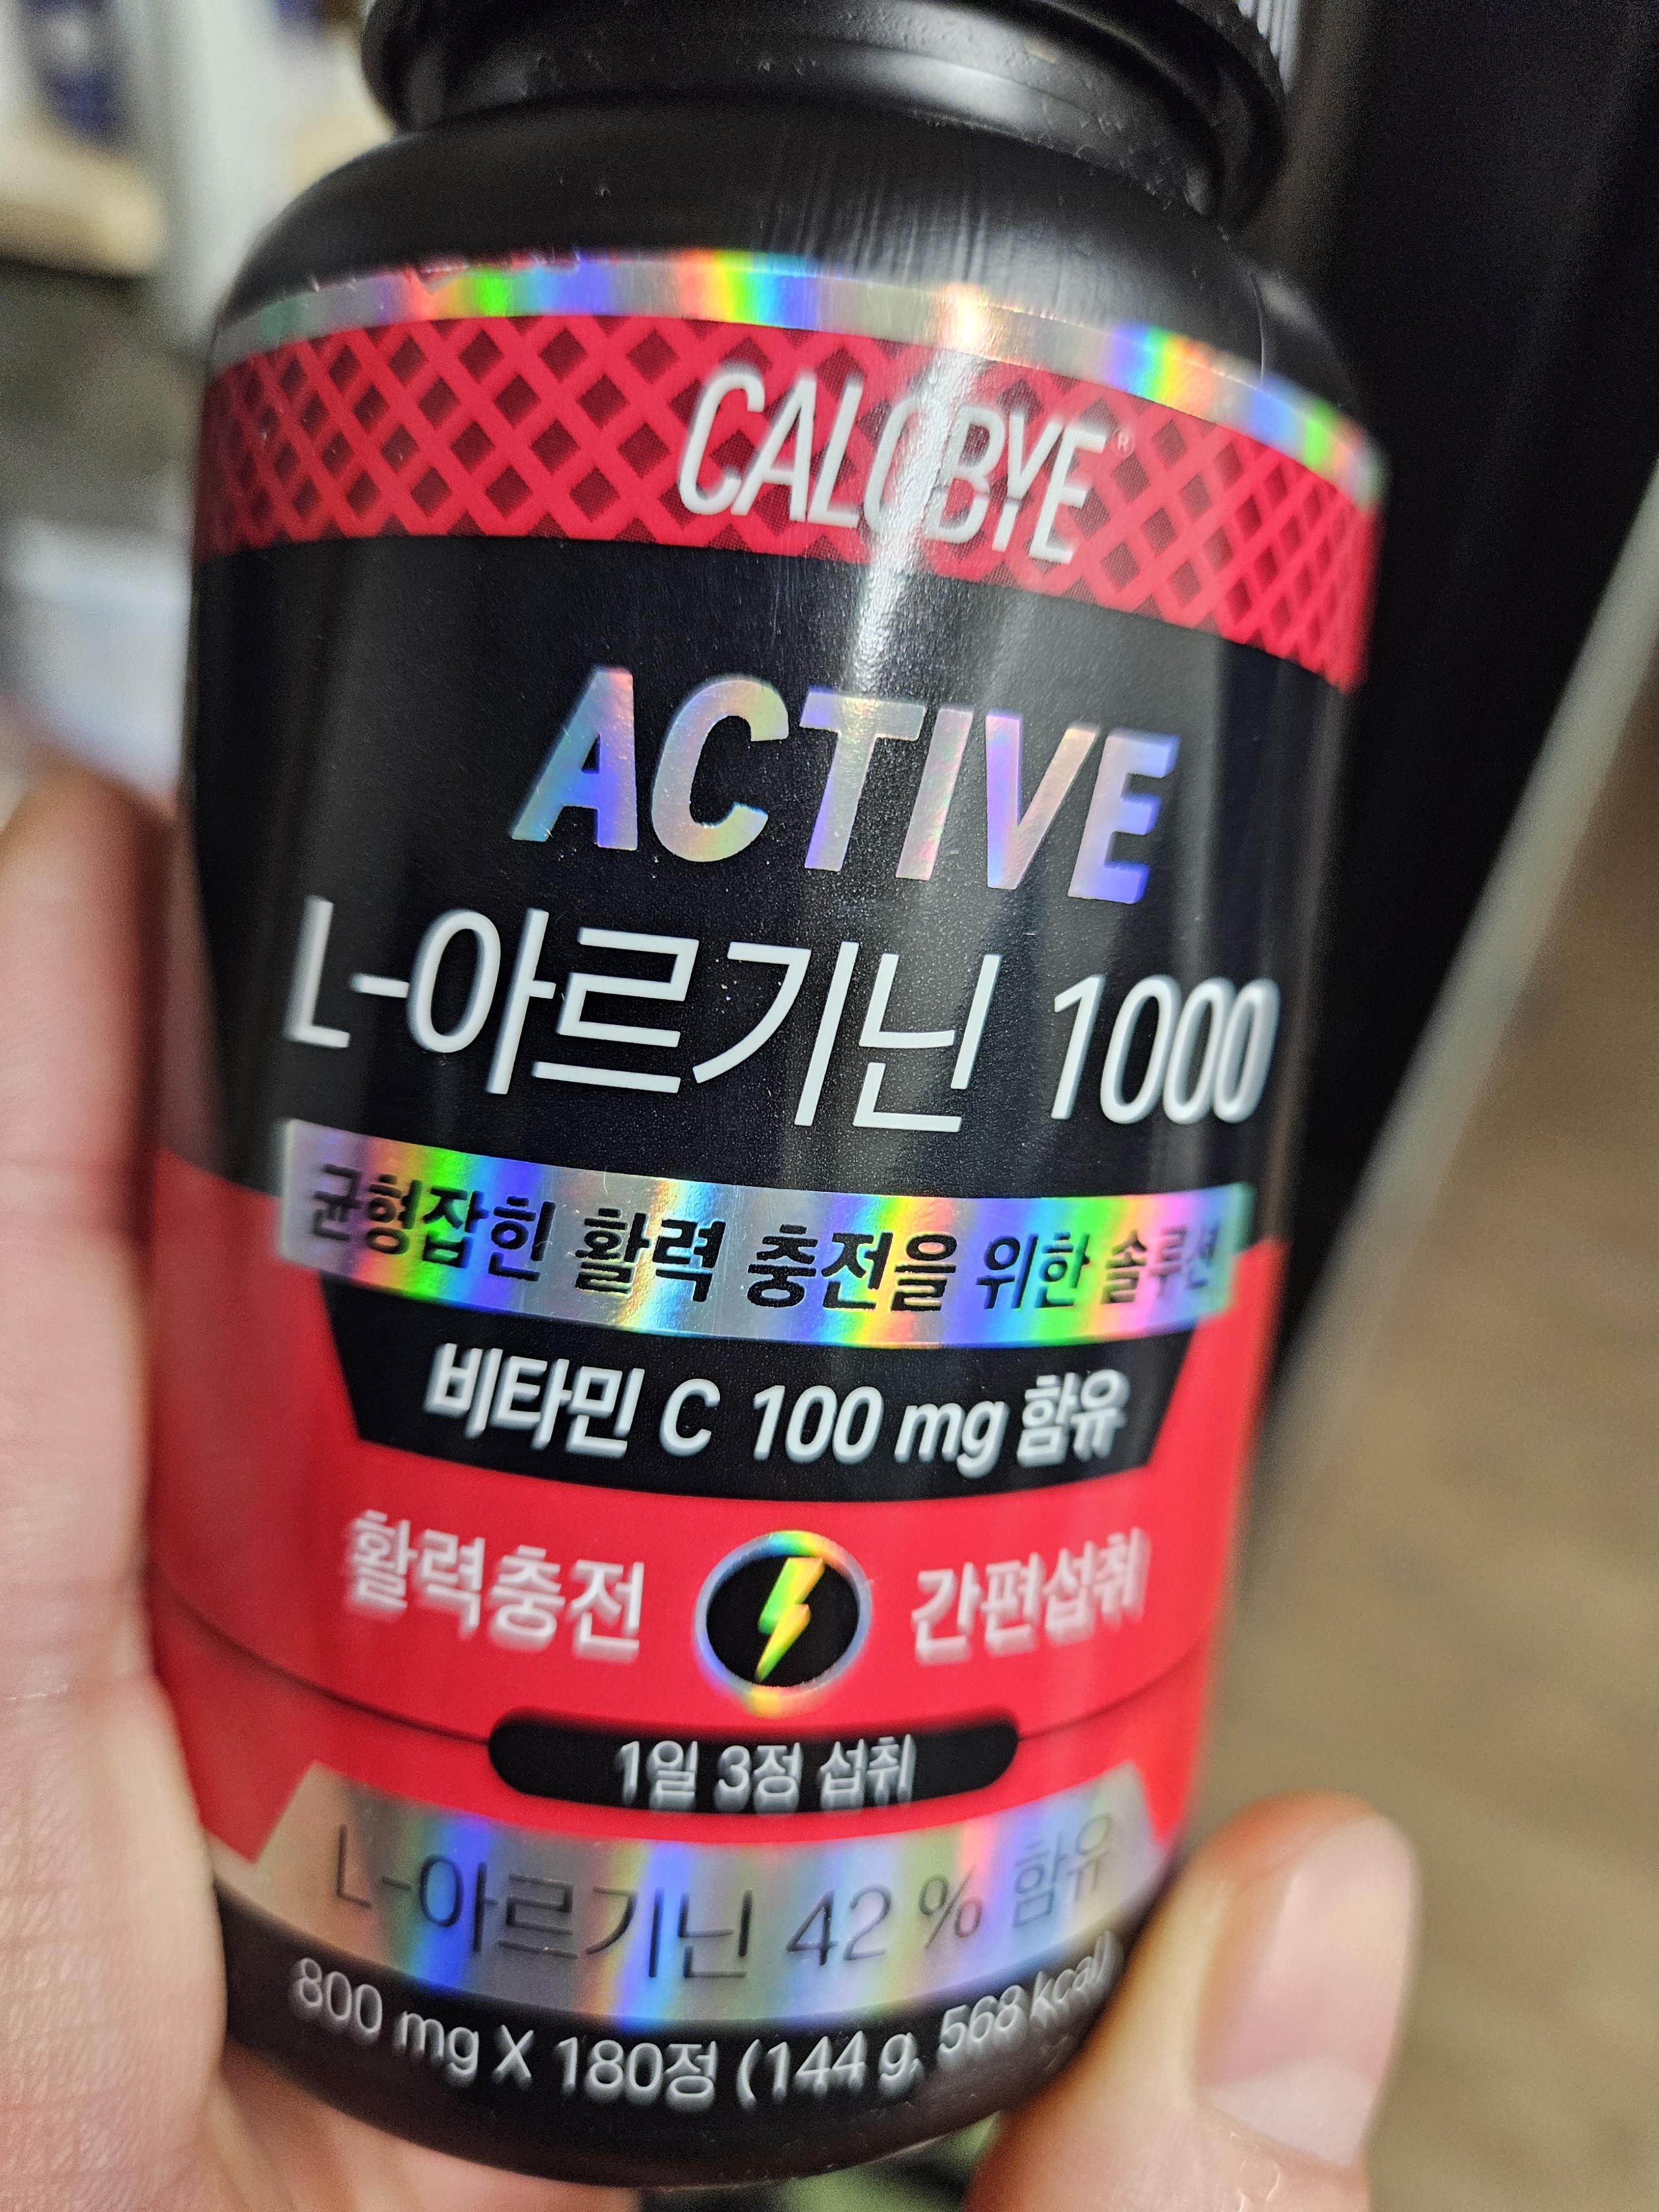 CALOBYE®
ACTIVE
L-아르기닌 1000
균형잡힌 활력 충전을 위한 솔루션
비타민 C 100 mg 함유
활력충전 간편섭취
1일 3정 섭취
L-아르기닌 42 % 함유
800 mg X 180정 (144 g, 568 kcal)